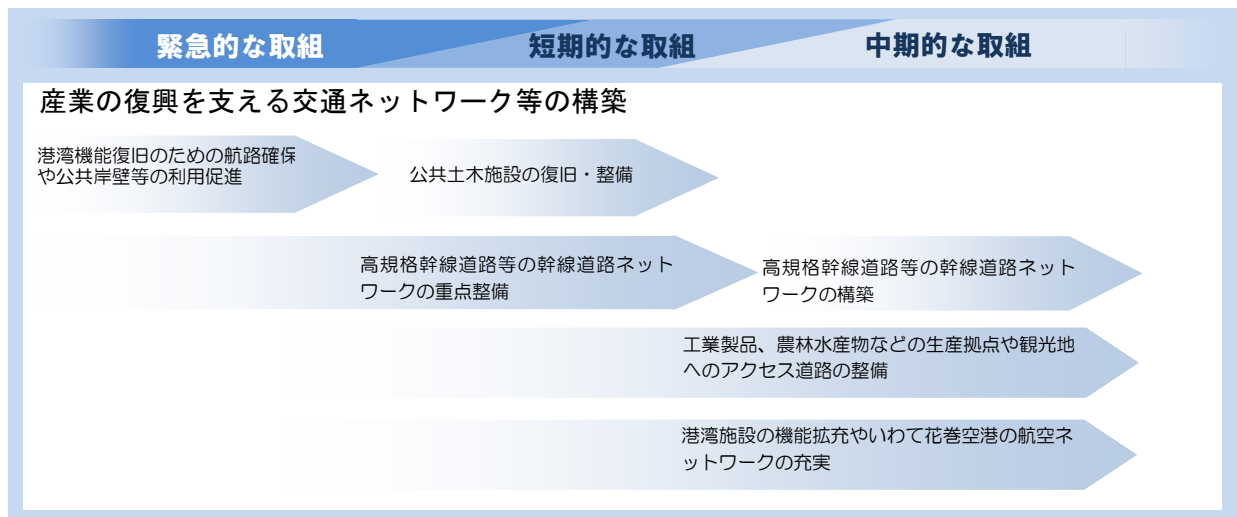 緊急的な取組
短期的な取組
中期的な取組
産業の復興を支える交通ネットワーク等の構築
港湾機能復旧のための航路確保
や公共岸壁等の利用促進
公共土木施設の復旧・整備
高規格幹線道路等の幹線道路ネット
ワークの重点整備
高規格幹線道路等の幹線道路ネット
ワークの構築
工業製品、農林水産物などの生産拠点や観光地
へのアクセス道路の整備
港湾施設の機能拡充やいわて花巻空港の航空ネ
ットワークの充実